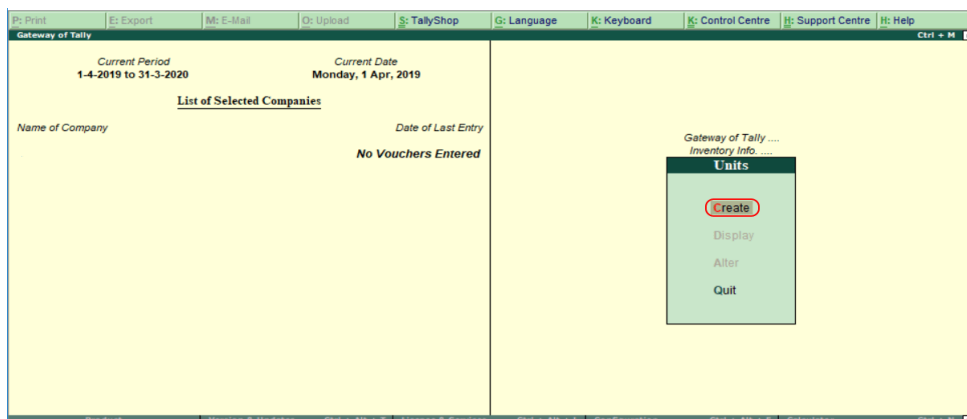 P: Print E: Export M: E-Mail O: Upload S: TallyShop G: Language K: Keyboard K: Control Centre H: Support Centre H: Help
Gateway of Tally Ctrl + M
Current Period Current Date
1-4-2019 to 31-3-2020 Monday, 1 Apr, 2019
List of Selected Companies
Name of Company Date of Last Entry
No Vouchers Entered
Gateway of Tally ....
Inventory Info. ....
Units
Create
Display
Alter
Quit